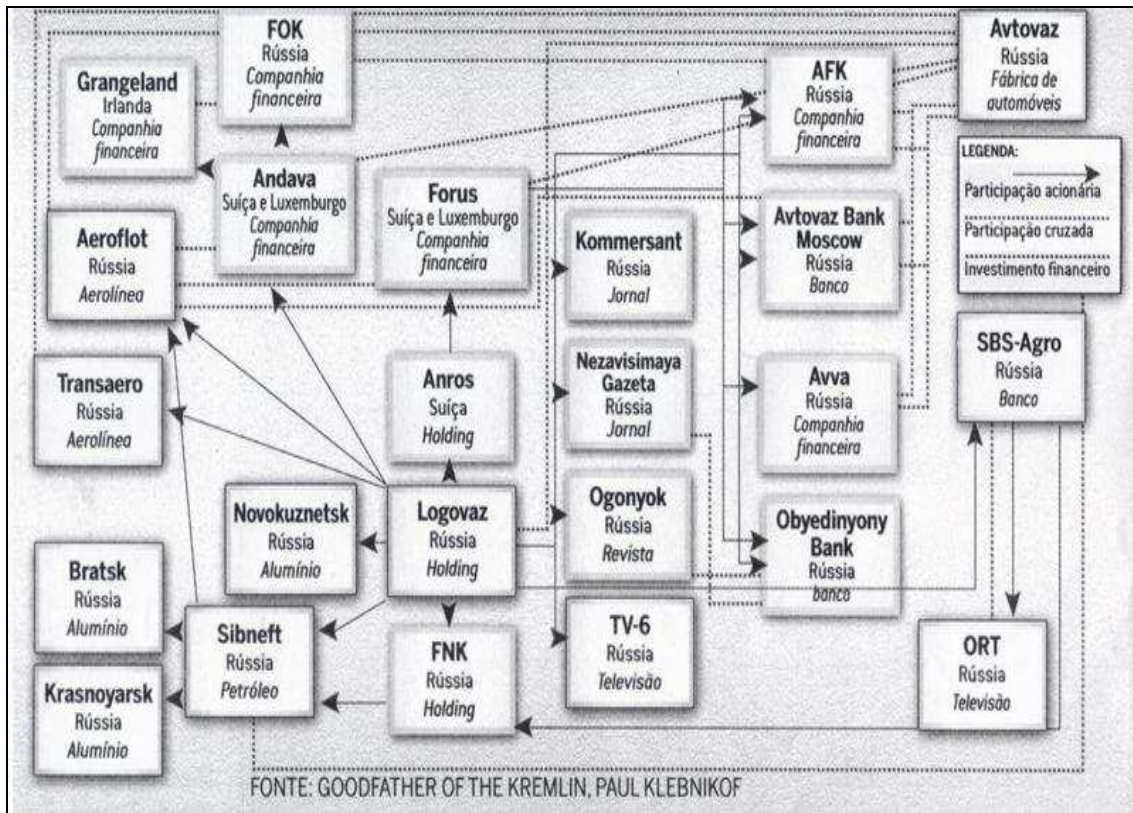 FOK
Rússia
Companhia
financeira
Grangeland
Irlanda
Companhia
financeira
Andava
Suíça e Luxemburgo
Companhia
financeira
Aeroflot
Rússia
Aerolínea
Transaero
Rússia
Aerolínea
Forus
Suíça e Luxemburgo
Companhia
financeira
Anros
Suíça
Holding
Novokuznetsk
Rússia
Alumínio
Logovaz
Rússia
Holding
Bratsk
Rússia
Alumínio
Sibneft
Rússia
Petróleo
Krasnoyarsk
Rússia
Alumínio
FNK
Rússia
Holding
Kommersant
Rússia
Jornal
Nezavisimaya
Gazeta
Rússia
Jornal
Ogonyok
Rússia
Revista
TV-6
Rússia
Televisão
AFK
Rússia
Companhia
financeira
Avtovaz Bank
Moscow
Rússia
Banco
Avva
Rússia
Companhia
financeira
Obyedinyony
Bank
Rússia
banco
Avtovaz
Rússia
Fábrica de
automóveis
LEGENDA:
Participação acionária
Participação cruzada
Investimento financeiro
SBS-Agro
Rússia
Banco
ORT
Rússia
Televisão
FONTE: GOODFATHER OF THE KREMLIN, PAUL KLEBNIKOF